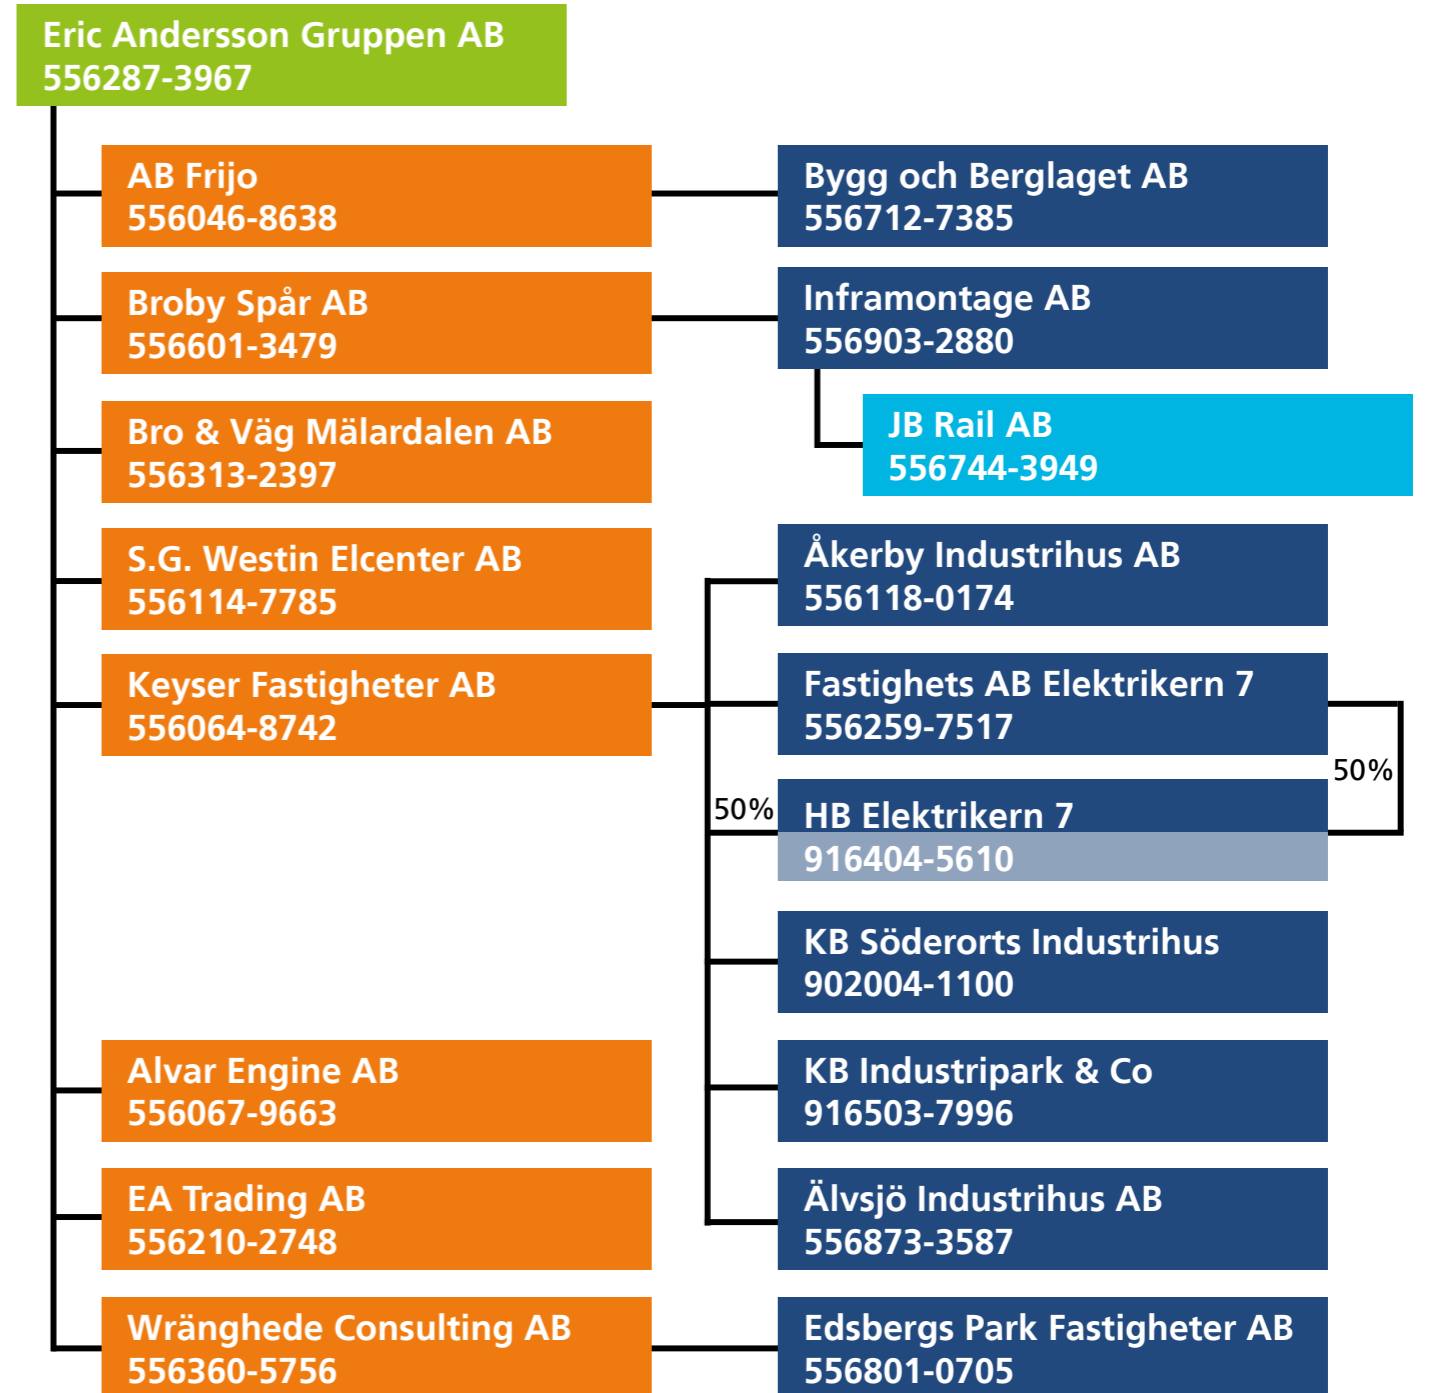 Eric Andersson Gruppen AB
556287-3967
AB Frijo
556046-8638
Bygg och Berglaget AB
556712-7385
Broby Spår AB
556601-3479
Inframontage AB
556903-2880
Bro & Väg Mälardalen AB
556313-2397
JB Rail AB
556744-3949
S.G. Westin Elcenter AB
556114-7785
Åkerby Industrihus AB
556118-0174
Keyser Fastigheter AB
556064-8742
Fastighets AB Elektrikern 7
556259-7517
50%
50%
HB Elektrikern 7
916404-5610
KB Söderorts Industrihus
902004-1100
Alvar Engine AB
556067-9663
KB Industripark & Co
916503-7996
EA Trading AB
556210-2748
Älvsjö Industrihus AB
556873-3587
Wränghede Consulting AB
556360-5756
Edsbergs Park Fastigheter AB
556801-0705